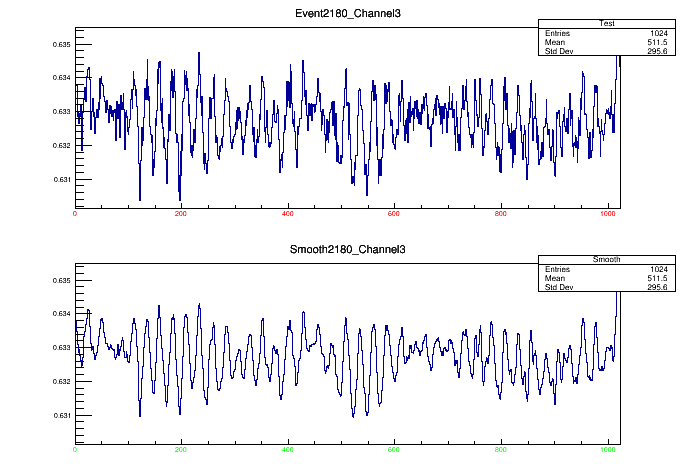 Event2180_Channel3
Test
Entries 1024
Mean 511.5
Std Dev 295.6
0.635
0.634
0.633
0.632
0.631
0 200 400 600 800 1000
Smooth2180_Channel3
Smooth
Entries 1024
Mean 511.5
Std Dev 295.6
0.635
0.634
0.633
0.632
0.631
0 200 400 600 800 1000